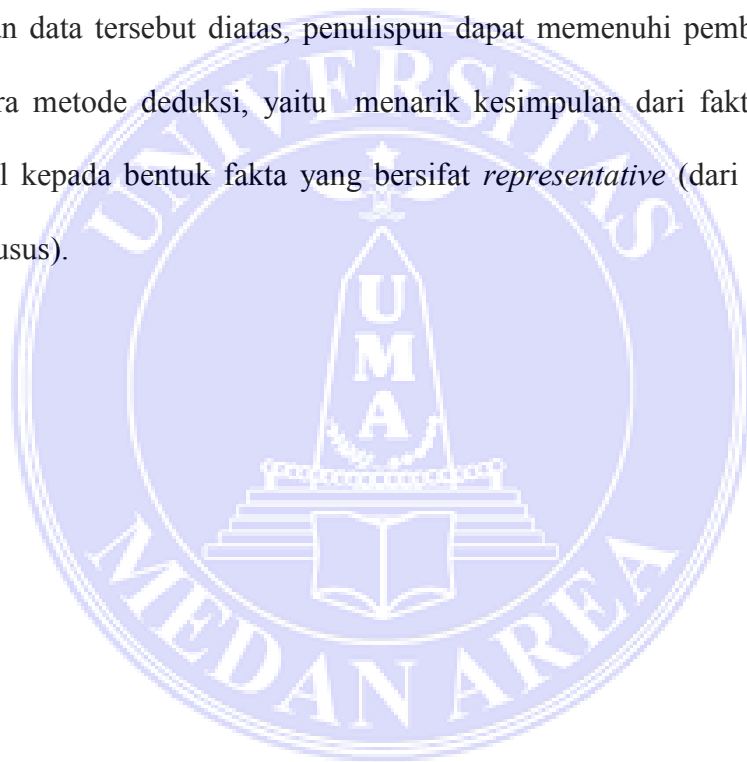 n data tersebut diatas, penulispun dapat memenuhi pemb
ra metode deduksi, yaitu menarik kesimpulan dari fakt
l kepada bentuk fakta yang bersifat representative (dari
usus).
UNIVERSITAS
UMA
MEDAN AREA